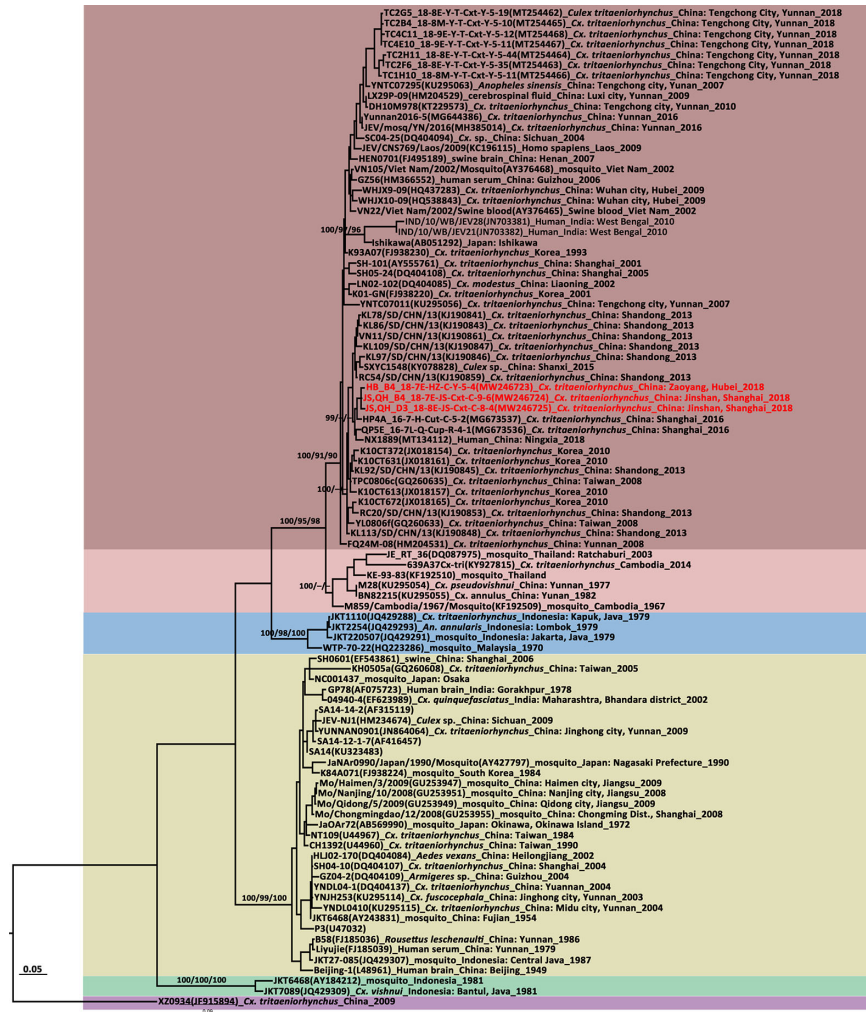 TC2G5_18-8E-Y-T-Cxt-Y-5-19(MT254462)_Culex tritaeniorhynchus_China: Tengchong City, Yunnan_2018
TC2B4_18-8M-Y-T-Cxt-Y-5-10(MT254465)_Cx. tritaeniorhynchus_China: Tengchong City, Yunnan_2018
TC4C11_18-9E-Y-T-Cxt-Y-5-12(MT254468)_Cx. tritaeniorhynchus_China: Tengchong City, Yunnan_2018
TC4E10_18-9E-Y-T-Cxt-Y-5-11(MT254467)_Cx. tritaeniorhynchus_China: Tengchong City, Yunnan_2018
TC2H11_18-8E-Y-T-Cxt-Y-5-44(MT254464)_Cx. tritaeniorhynchus_China: Tengchong City, Yunnan_2018
TC2F6_18-8E-Y-T-Cxt-Y-5-35(MT254463)_Cx. tritaeniorhynchus_China: Tengchong City, Yunnan_2018
TC1H10_18-8M-Y-T-Cxt-Y-5-11(MT254466)_Cx. tritaeniorhynchus_China: Tengchong City, Yunnan_2018
YNTC07295(KU295063)_Anopheles sinensis_China: Tengchong city, Yunan_2007
LX29P-09(HM204529)_cerebrospinal fluid_China: Luxi city, Yunnan_2009
DH10M978(KT229573)_Cx. tritaeniorhynchus_China: Tengchong city, Yunnan_2010
Yunnan2016-5(MG644386)_Cx. tritaeniorhynchus_China: Yunnan_2016
JEV/mosq/YN/2016(MH385014)_Cx. tritaeniorhynchus_China: Yunnan_2016
SC04-25(DQ404094)_Cx. sp._China: Sichuan_2004
JEV/CNS769/Laos/2009(KC196115)_Homo spapiens_Laos_2009
HEN0701(FJ495189)_swine brain_China: Henan_2007
VN105/Viet Nam/2002/Mosquito(AY376468)_mosquito_Viet Nam_2002
GZ56(HM366552)_human serum_China: Guizhou_2006
WHJX9-09(HQ437283)_Cx. tritaeniorhynchus_China: Wuhan city, Hubei_2009
WHJX10-09(HQ538843)_Cx. tritaeniorhynchus_China: Wuhan city, Hubei_2009
VN22/Viet Nam/2002/Swine blood(AY376465)_Swine blood_Viet Nam_2002
IND/10/WB/JEV28(JN703381)_Human_India: West Bengal_2010
100/97/96
IND/10/WB/JEV21(JN703382)_Human_India: West Bengal_2010
Ishikawa(AB051292)_Japan: Ishikawa
K93A07(FJ938230)_Cx. tritaeniorhynchus_Korea_1993
SH-101(AY555761)_Cx. tritaeniorhynchus_China: Shanghai_2001
SH05-24(DQ404108)_Cx. tritaeniorhynchus_China: Shanghai_2005
LN02-102(DQ404085)_Cx. modestus_China: Liaoning_2002
K01-GN(FJ938220)_Cx. tritaeniorhynchus_Korea_2001
YNTC07011(KU295056)_Cx. tritaeniorhynchus_China: Tengchong city, Yunnan_2007
KL78/SD/CHN/13(KJ190841)_Cx. tritaeniorhynchus_China: Shandong_2013
KL86/SD/CHN/13(KJ190843)_Cx. tritaeniorhynchus_China: Shandong_2013
VN11/SD/CHN/13(KJ190861)_Cx. tritaeniorhynchus_China: Shandong_2013
KL109/SD/CHN/13(KJ190847)_Cx. tritaeniorhynchus_China: Shandong_2013
KL97/SD/CHN/13(KJ190846)_Cx. tritaeniorhynchus_China: Shandong_2013
SXYC1548(KY078828)_Culex sp._China: Shanxi_2015
RC54/SD/CHN/13(KJ190859)_Cx. tritaeniorhynchus_China: Shandong_2013
HB_B4_18-7E-HZ-C-Y-5-4(MW246723)_Cx. tritaeniorhynchus_China: Zaoyang, Hubei_2018
JS,QH_B4_18-7E-JS-Cxt-C-9-6(MW246724)_Cx. tritaeniorhynchus_China: Jinshan, Shanghai_2018
JS,QH_D3_18-8E-JS-Cxt-C-8-4(MW246725)_Cx. tritaeniorhynchus_China: Jinshan, Shanghai_2018
99/-/-
HP4A_16-7-H-Cut-C-5-2(MG673537)_Cx. tritaeniorhynchus_China: Shanghai_2016
QP5E_16-7L-Q-Cup-R-4-1(MG673536)_Cx. tritaeniorhynchus_China: Shanghai_2016
NX1889(MT134112)_Human_China: Ningxia_2018
K10CT372(JX018154)_Cx. tritaeniorhynchus_Korea_2010
100/91/90
K10CT631(JX018161)_Cx. tritaeniorhynchus_Korea_2010
KL92/SD/CHN/13(KJ190845)_Cx. tritaeniorhynchus_China: Shandong_2013
TPC0806c(GQ260635)_Cx. tritaeniorhynchus_China: Taiwan_2008
100/-/-
K10CT613(JX018157)_Cx. tritaeniorhynchus_Korea_2010
K10CT672(JX018165)_Cx. tritaeniorhynchus_Korea_2010
RC20/SD/CHN/13(KJ190853)_Cx. tritaeniorhynchus_China: Shandong_2013
YL0806f(GQ260633)_Cx. tritaeniorhynchus_China: Taiwan_2008
100/95/98
KL113/SD/CHN/13(KJ190848)_Cx. tritaeniorhynchus_China: Shandong_2013
FQ24M-08(HM204531)_Cx. tritaeniorhynchus_China: Yunnan_2008
JE_RT_36(DQ087975)_mosquito_Thailand: Ratchaburi_2003
639A37Cx-tri(KY927815)_Cx. tritaeniorhynchus_Cambodia_2014
KE-93-83(KF192510)_mosquito_Thailand
100/-/-
M28(KU295054)_Cx. pseudovishnui_China: Yunnan_1977
BN82215(KU295055)_Cx. annulus_China: Yunan_1982
M859/Cambodia/1967/Mosquito(KF192509)_mosquito_Cambodia_1967
JKT1110(JQ429288)_Cx. tritaeniorhynchus_Indonesia: Kapuk, Java_1979
JKT2254(JQ429293)_An. annularis_Indonesia: Lombok_1979
100/98/100
JKT220507(JQ429291)_mosquito_Indonesia: Jakarta, Java_1979
WTP-70-22(HQ223286)_mosquito_Malaysia_1970
SH0601(EF543861)_swine_China: Shanghai_2006
KH0505a(GQ260608)_Cx. tritaeniorhynchus_China: Taiwan_2005
NC001437_mosquito_Japan: Osaka
GP78(AF075723)_Human brain_India: Gorakhpur_1978
04940-4(EF623989)_Cx. quinquefasciatus_India: Maharashtra, Bhandara district_2002
SA14-14-2(AF315119)
JEV-NJ1(HM234674)_Culex sp._China: Sichuan_2009
YUNNAN0901(JN864064)_Cx. tritaeniorhynchus_China: Jinghong city, Yunnan_2009
SA14-12-1-7(AF416457)
SA14(KU323483)
JaNAr0990/Japan/1990/Mosquito(AY427797)_mosquito_Japan: Nagasaki Prefecture_1990
K84A071(FJ938224)_mosquito_South Korea_1984
Mo/Haimen/3/2009(GU253947)_mosquito_China: Haimen city, Jiangsu_2009
Mo/Nanjing/10/2008(GU253951)_mosquito_China: Nanjing city, Jiangsu_2008
Mo/Qidong/5/2009(GU253949)_mosquito_China: Qidong city, Jiangsu_2009
Mo/Chongmingdao/12/2008(GU253955)_mosquito_China: Chongming Dist., Shanghai_2008
JaOAr72(AB569990)_mosquito_Japan: Okinawa, Okinawa Island_1972
NT109(U44967)_Cx. tritaeniorhynchus_China: Taiwan_1984
CH1392(U44960)_Cx. tritaeniorhynchus_China: Taiwan_1990
HLJ02-170(DQ404084)_Aedes vexans_China: Heilongjiang_2002
SH04-10(DQ404107)_Cx. tritaeniorhynchus_China: Shanghai_2004
GZ04-2(DQ404109)_Armigeres sp._China: Guizhou_2004
YNDL04-1(DQ404137)_Cx. tritaeniorhynchus_China: Yuannan_2004
100/99/100
YNJH253(KU295114)_Cx. fuscocephala_China: Jinghong city, Yunnan_2003
YNDL0410(KU295115)_Cx. tritaeniorhynchus_China: Midu city, Yunnan_2004
JKT6468(AY243831)_mosquito_China: Fujian_1954
P3(U47032)
B58(FJ185036)_Rousettus leschenaulti_China: Yunnan_1986
Liyujie(FJ185039)_Human serum_China: Yunnan_1979
JKT27-085(JQ429307)_mosquito_Indonesia: Central Java_1987
Beijing-1(L48961)_Human brain_China: Beijing_1949
0.05
100/100/100
JKT6468(AY184212)_mosquito_Indonesia_1981
JKT7089(JQ429309)_Cx. vishnui_Indonesia: Bantul, Java_1981
XZ0934(JF915894)_Cx. tritaeniorhynchus_China_2009
0.05